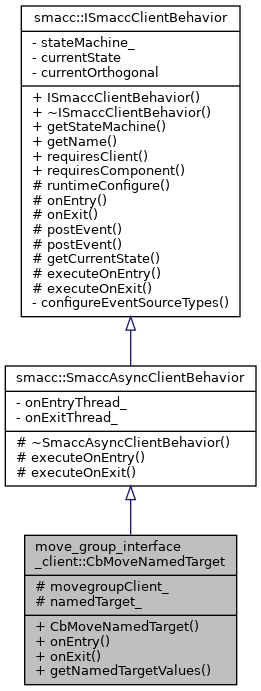 smacc::ISmaccClientBehavior
- stateMachine_
- currentState
- currentOrthogonal
+ ISmaccClientBehavior()
+ ~ISmaccClientBehavior()
+ getStateMachine()
+ getName()
+ requiresClient()
+ requiresComponent()
# runtimeConfigure()
# onEntry()
# onExit()
# postEvent()
# postEvent()
# getCurrentState()
# executeOnEntry()
# executeOnExit()
- configureEventSourceTypes()
smacc::SmaccAsyncClientBehavior
- onEntryThread_
- onExitThread_
# ~SmaccAsyncClientBehavior()
# executeOnEntry()
# executeOnExit()
move_group_interface
_client::CbMoveNamedTarget
# movegroupClient_
# namedTarget_
+ CbMoveNamedTarget()
+ onEntry()
+ onExit()
+ getNamedTargetValues()